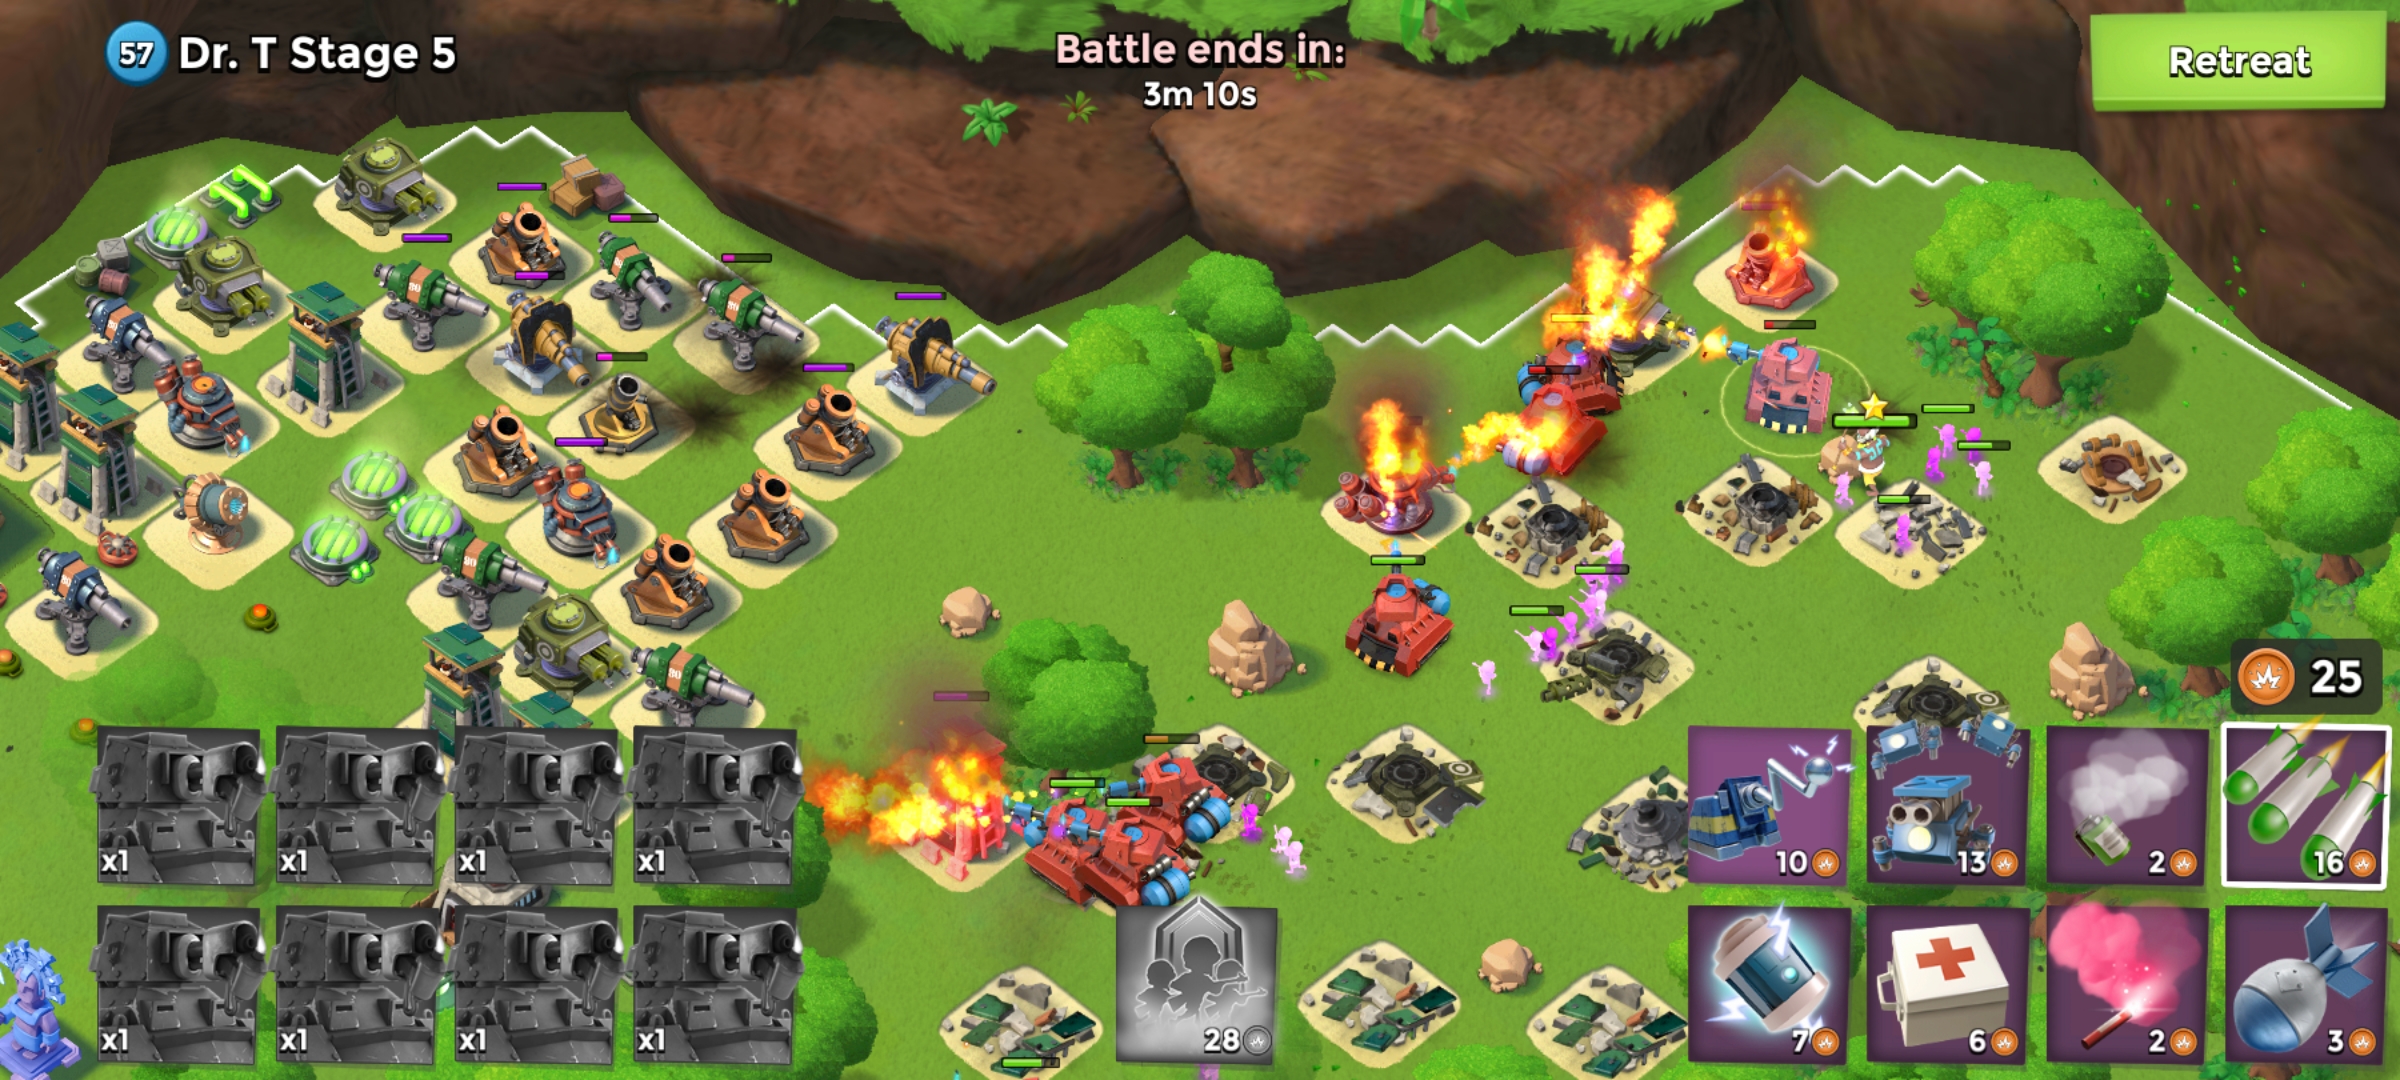 57 Dr. T Stage 5
Battle ends in:
3m 10s
Retreat
25
x1 x1 x1 x1
10 13 2 16
x1 x1 x1 x1
28
7 6 2 3